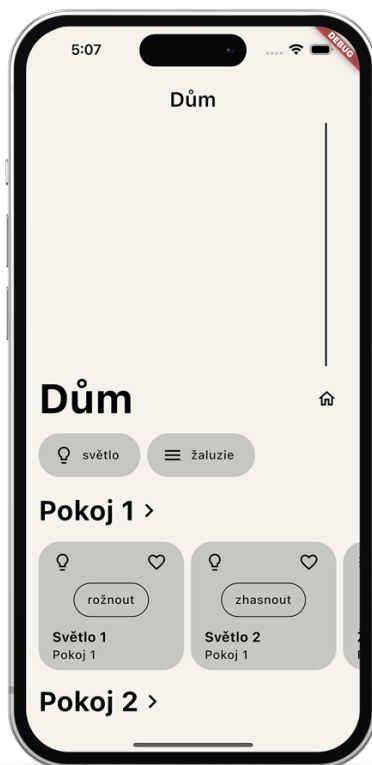 5:07
DEBUG
Dům
Dům
světlo
žaluzie
Pokoj 1
rožnout
zhasnout
Světlo 1
Světlo 2
Pokoj 1
Pokoj 1
Pokoj 2